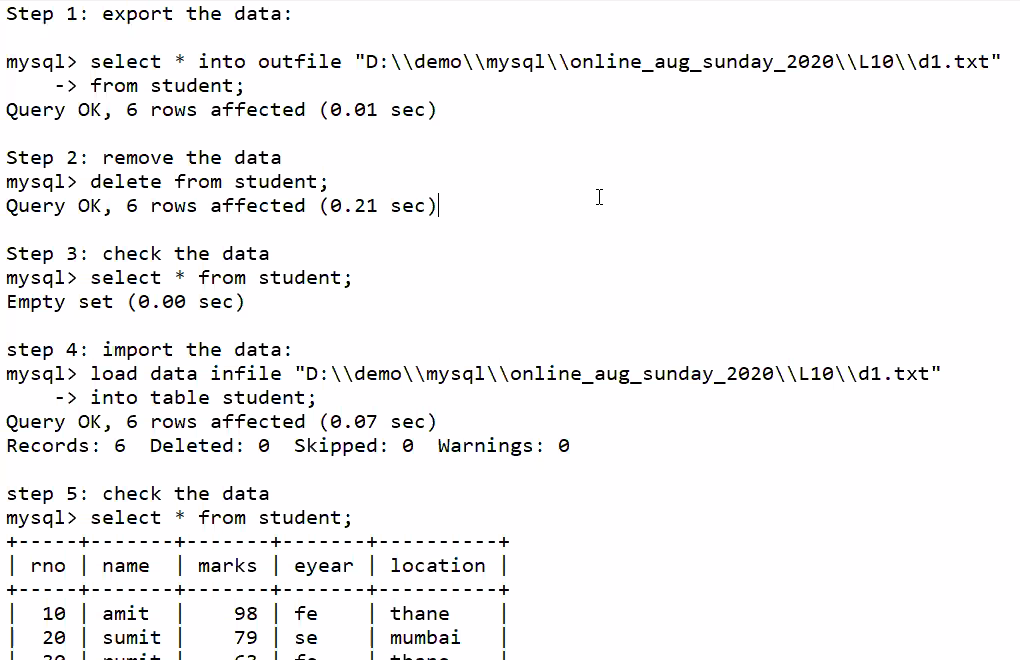 Step 1: export the data:
mysql> select * into outfile "D:\\demo\\mysql\\online_aug_sunday_2020\\L10\\d1.txt"
    -> from student;
Query OK, 6 rows affected (0.01 sec)
Step 2: remove the data
mysql> delete from student;
Query OK, 6 rows affected (0.21 sec)
Step 3: check the data
mysql> select * from student;
Empty set (0.00 sec)
step 4: import the data:
mysql> load data infile "D:\\demo\\mysql\\online_aug_sunday_2020\\L10\\d1.txt"
    -> into table student;
Query OK, 6 rows affected (0.07 sec)
Records: 6  Deleted: 0  Skipped: 0  Warnings: 0
step 5: check the data
mysql> select * from student;
+-----+-------+-------+-------+----------+
| rno | name  | marks | eyear | location |
+-----+-------+-------+-------+----------+
|  10 | amit  |    98 | fe    | thane    |
|  20 | sumit |    79 | se    | mumbai   |